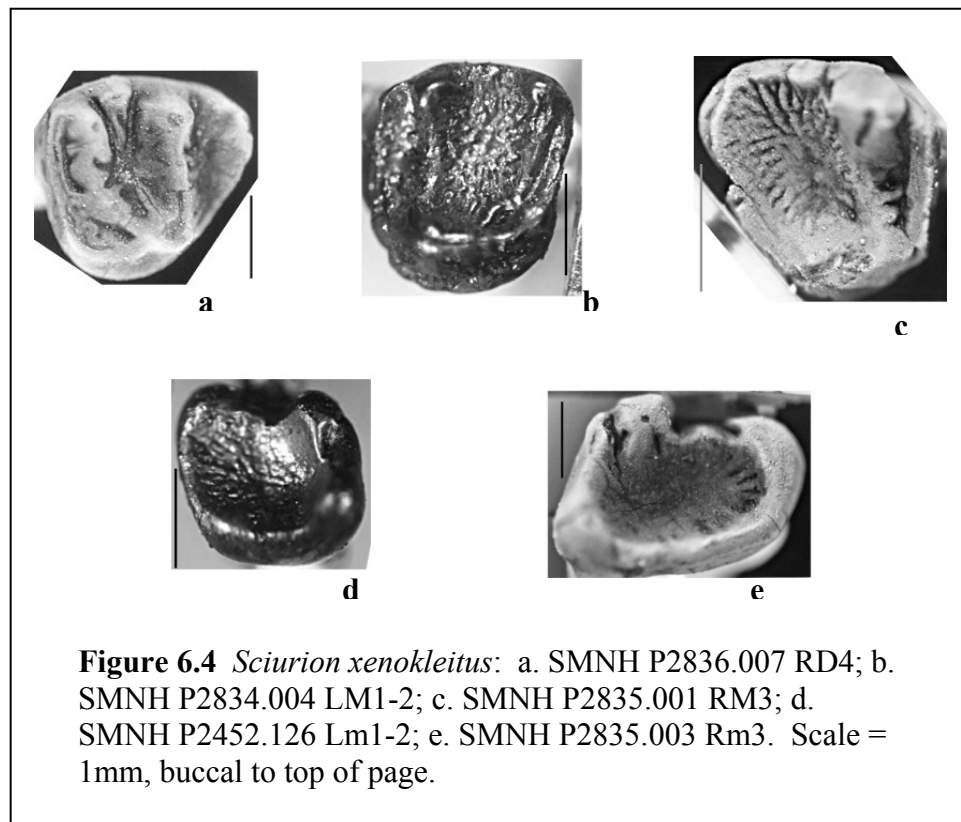 a
b
c
d
e
Figure 6.4 Sciurion xenokleitus: a. SMNH P2836.007 RD4; b.
SMNH P2834.004 LM1-2; c. SMNH P2835.001 RM3; d.
SMNH P2452.126 Lm1-2; e. SMNH P2835.003 Rm3. Scale =
1mm, buccal to top of page.